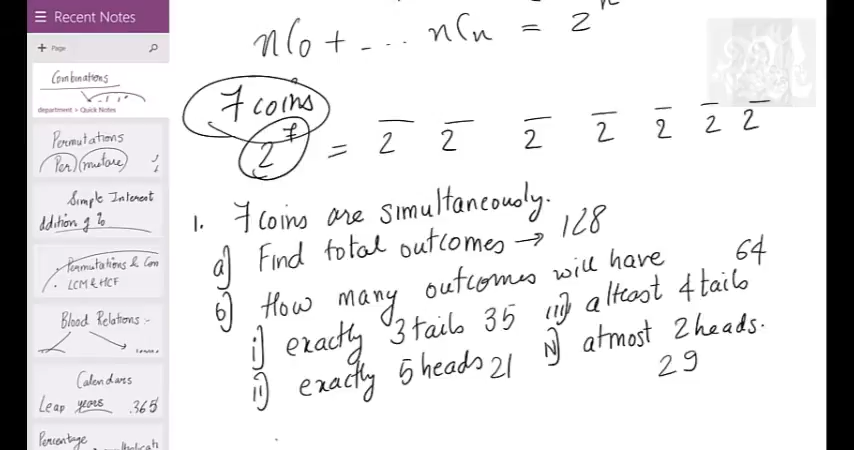 Recent Notes
+ Page
nC0 + - ... nCn = 2^n
Combinations
department > Quick Notes
7 coins
2^7 = 2 2 2 2 2 2 2
Permutations
(Per)(mutare)
1. 7 coins are simultaneously.
Simple Interest
Addition of %
a] Find total outcomes → 128
b] How many outcomes will have
Permutations & Com
LCM & HCF
i] exactly 3 tails 35 iii] atleast 4 tails 64
ii] exactly 5 heads 21 iv] atmost 2 heads. 29
Blood Relations :-
Calendars
Leap years .365
Percentage